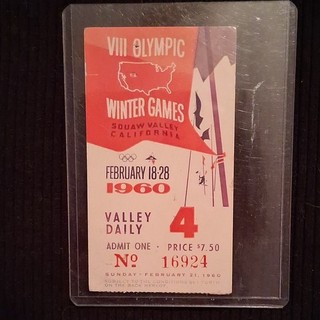 VIII OLYMPIC
WINTER GAMES
SQUAW VALLEY
CALIFORNIA
FEBRUARY 18-28
1960
VALLEY
DAILY
4
ADMIT ONE • PRICE $7.50
No 16924
SUNDAY - FEBRUARY 21, 1960